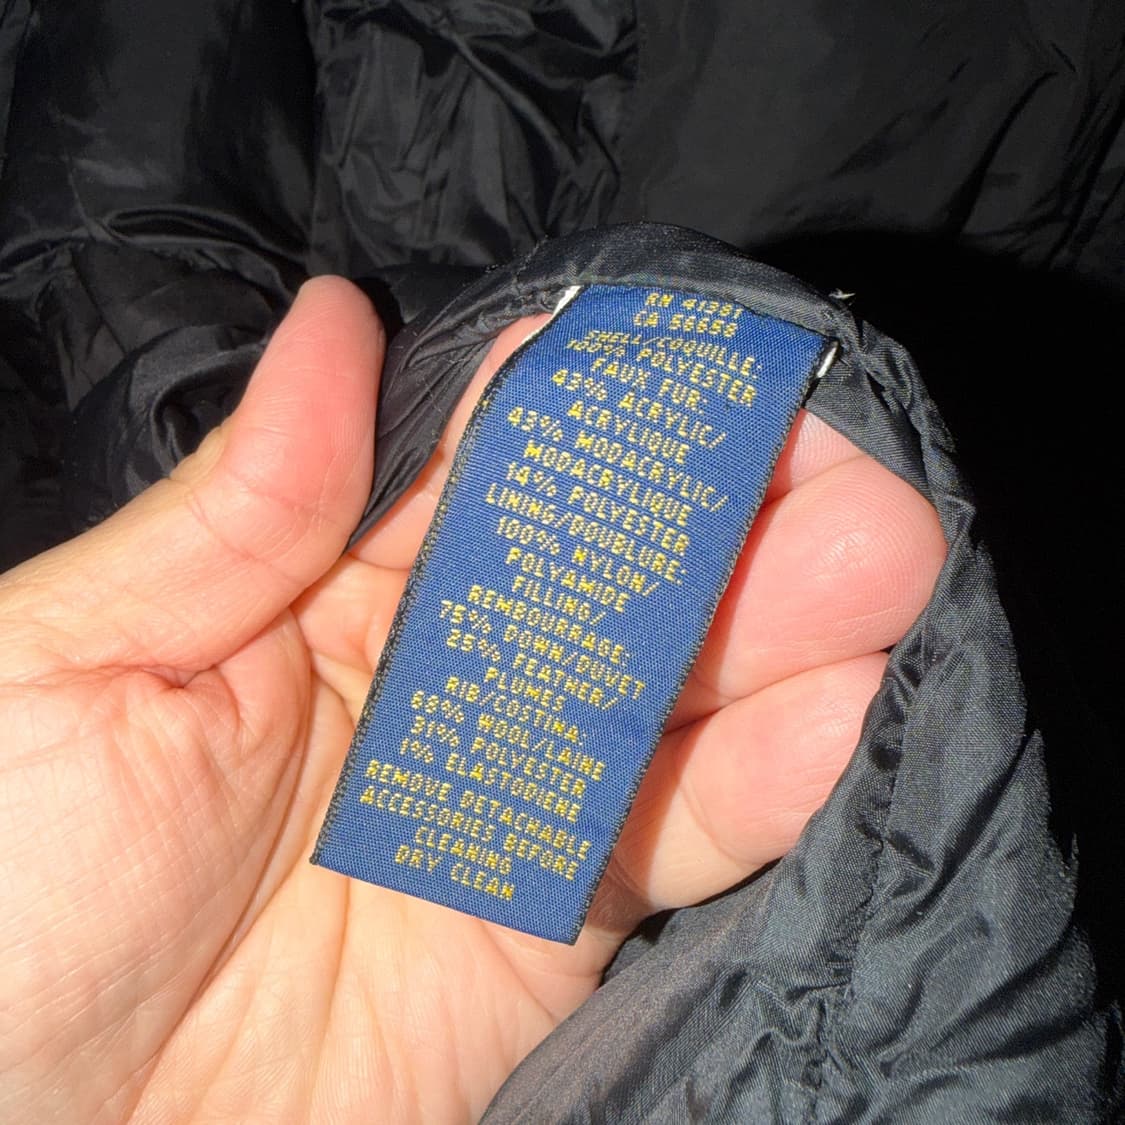 RN 41381
CA 56656
SHELL/COQUILLE:
100% POLYESTER
FAUX FUR:
43% ACRYLIC/
ACRYLIQUE
43% MODACRYLIC/
MODACRYLIQUE
14% POLYESTER
LINING/DOUBLURE:
100% NYLON/
POLYAMIDE
FILLING/
REMBOURRAGE:
75% DOWN/DUVET
25% FEATHER/
PLUMES
RIB/COSTINA:
68% WOOL/LAINE
31% POLYESTER
1% ELASTODIENE
REMOVE DETACHABLE
ACCESSORIES BEFORE
CLEANING
DRY CLEAN